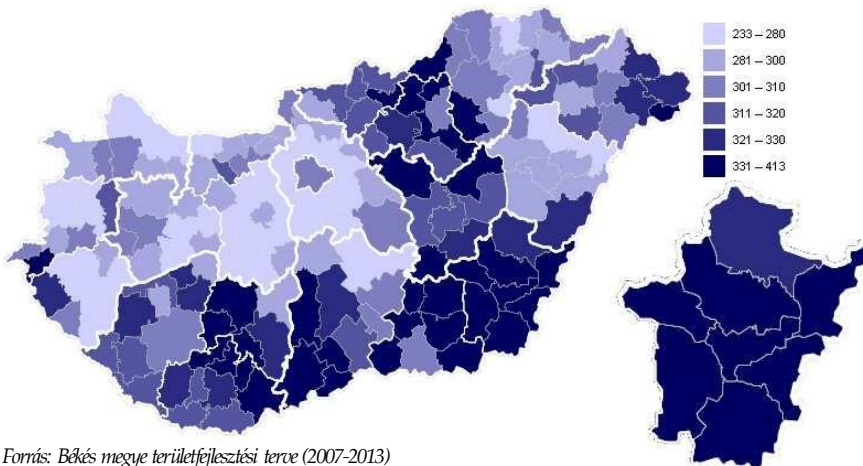 233 – 280
281 – 300
301 – 310
311 – 320
321 – 330
331 – 413
Forrás: Békés megye területfejlesztési terve (2007-2013)